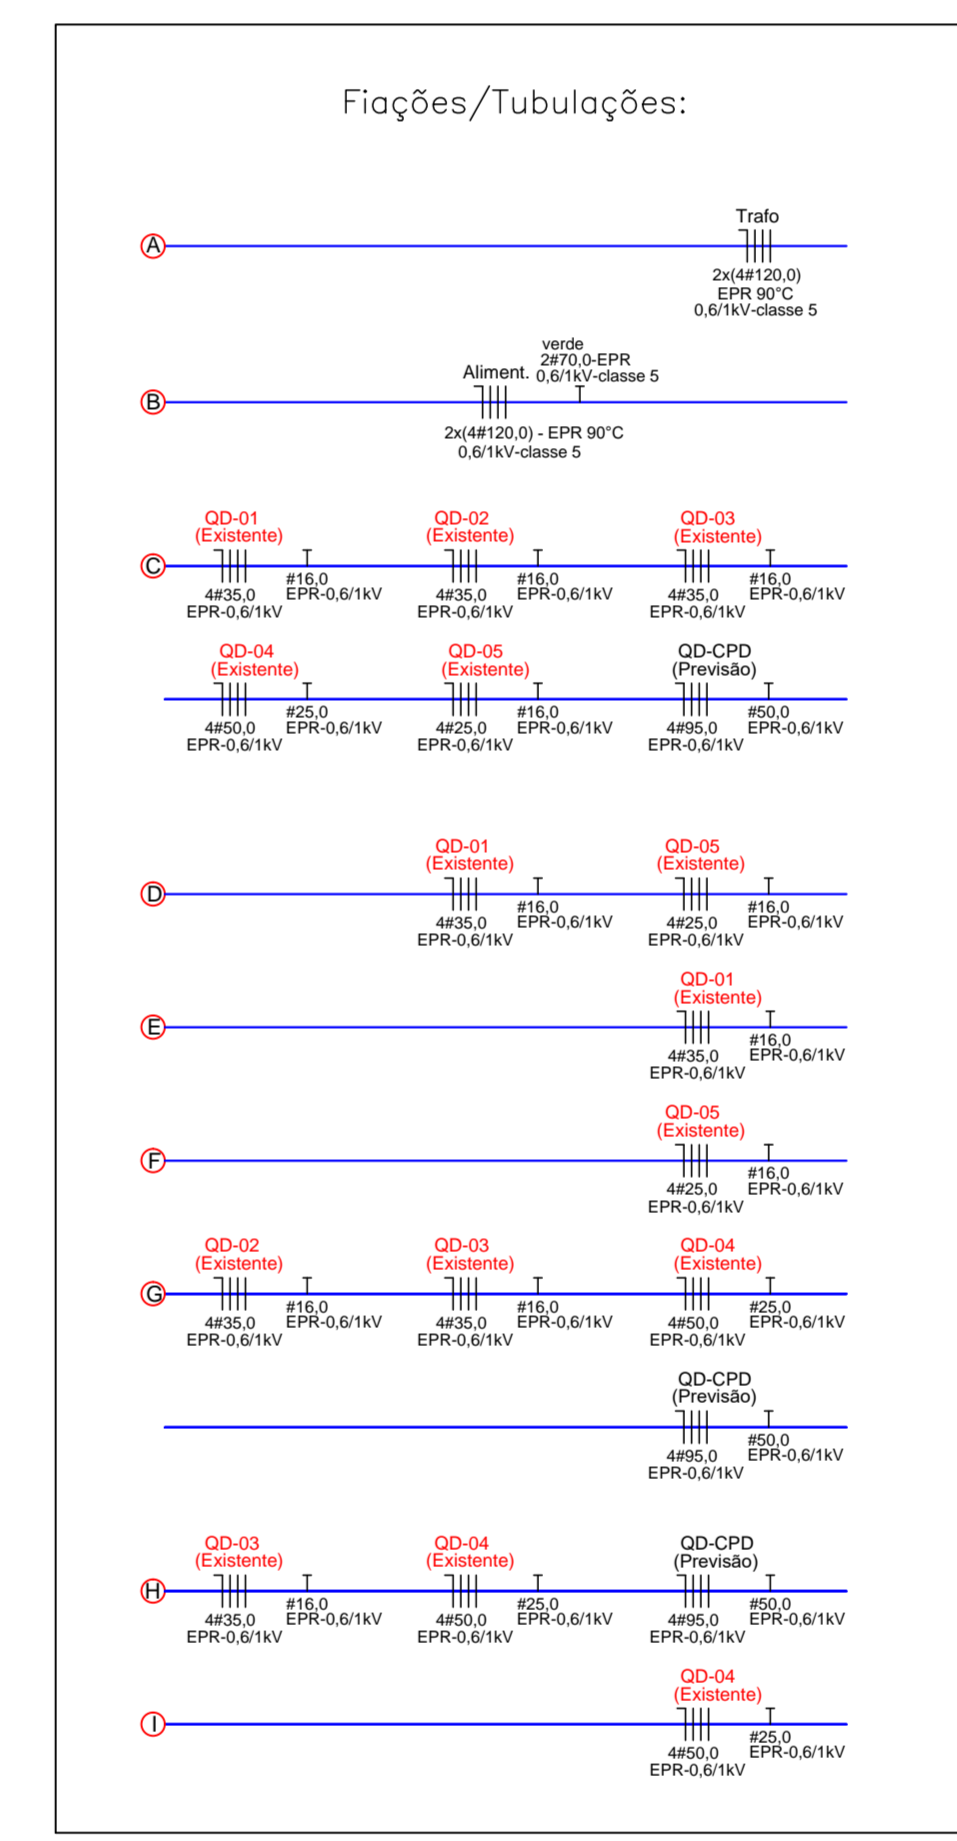 Fiações/Tubulações:
A
Trafo
2x(4#120,0)
EPR 90°C
0,6/1kV-classe 5
B
Aliment.
verde
2#70,0-EPR
0,6/1kV-classe 5
2x(4#120,0) - EPR 90°C
0,6/1kV-classe 5
C
QD-01
(Existente)
4#35,0
EPR-0,6/1kV
#16,0
EPR-0,6/1kV
QD-02
(Existente)
4#35,0
EPR-0,6/1kV
#16,0
EPR-0,6/1kV
QD-03
(Existente)
4#35,0
EPR-0,6/1kV
#16,0
EPR-0,6/1kV
QD-04
(Existente)
4#50,0
EPR-0,6/1kV
#25,0
EPR-0,6/1kV
QD-05
(Existente)
4#25,0
EPR-0,6/1kV
#16,0
EPR-0,6/1kV
QD-CPD
(Previsão)
4#95,0
EPR-0,6/1kV
#50,0
EPR-0,6/1kV
D
QD-01
(Existente)
4#35,0
EPR-0,6/1kV
#16,0
EPR-0,6/1kV
QD-05
(Existente)
4#25,0
EPR-0,6/1kV
#16,0
EPR-0,6/1kV
E
QD-01
(Existente)
4#35,0
EPR-0,6/1kV
#16,0
EPR-0,6/1kV
F
QD-05
(Existente)
4#25,0
EPR-0,6/1kV
#16,0
EPR-0,6/1kV
G
QD-02
(Existente)
4#35,0
EPR-0,6/1kV
#16,0
EPR-0,6/1kV
QD-03
(Existente)
4#35,0
EPR-0,6/1kV
#16,0
EPR-0,6/1kV
QD-04
(Existente)
4#50,0
EPR-0,6/1kV
#25,0
EPR-0,6/1kV
QD-CPD
(Previsão)
4#95,0
EPR-0,6/1kV
#50,0
EPR-0,6/1kV
H
QD-03
(Existente)
4#35,0
EPR-0,6/1kV
#16,0
EPR-0,6/1kV
QD-04
(Existente)
4#50,0
EPR-0,6/1kV
#25,0
EPR-0,6/1kV
QD-CPD
(Previsão)
4#95,0
EPR-0,6/1kV
#50,0
EPR-0,6/1kV
I
QD-04
(Existente)
4#50,0
EPR-0,6/1kV
#25,0
EPR-0,6/1kV